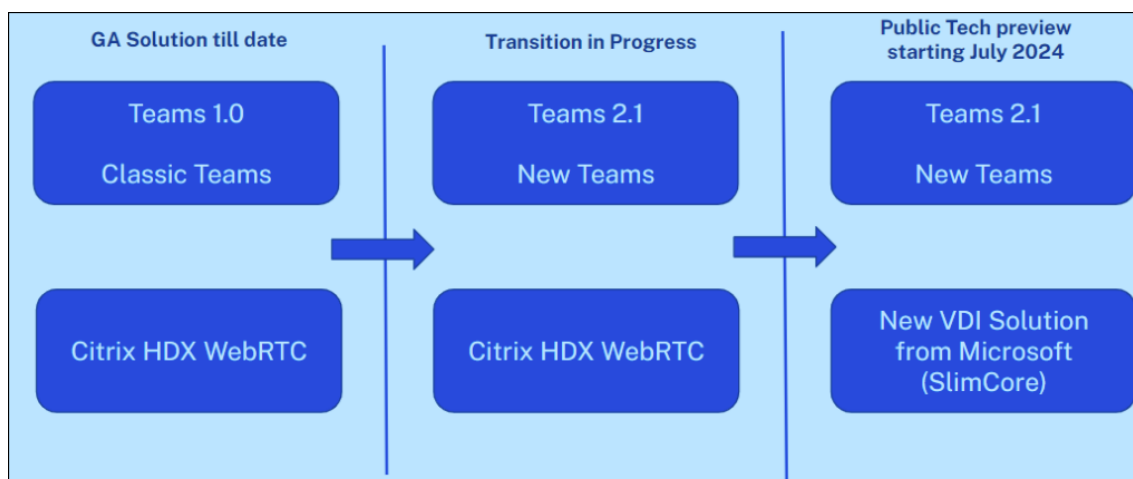 GA Solution till date
Teams 1.0
Classic Teams
Citrix HDX WebRTC
Transition in Progress
Teams 2.1
New Teams
Citrix HDX WebRTC
Public Tech preview
starting July 2024
Teams 2.1
New Teams
New VDI Solution
from Microsoft
(SlimCore)